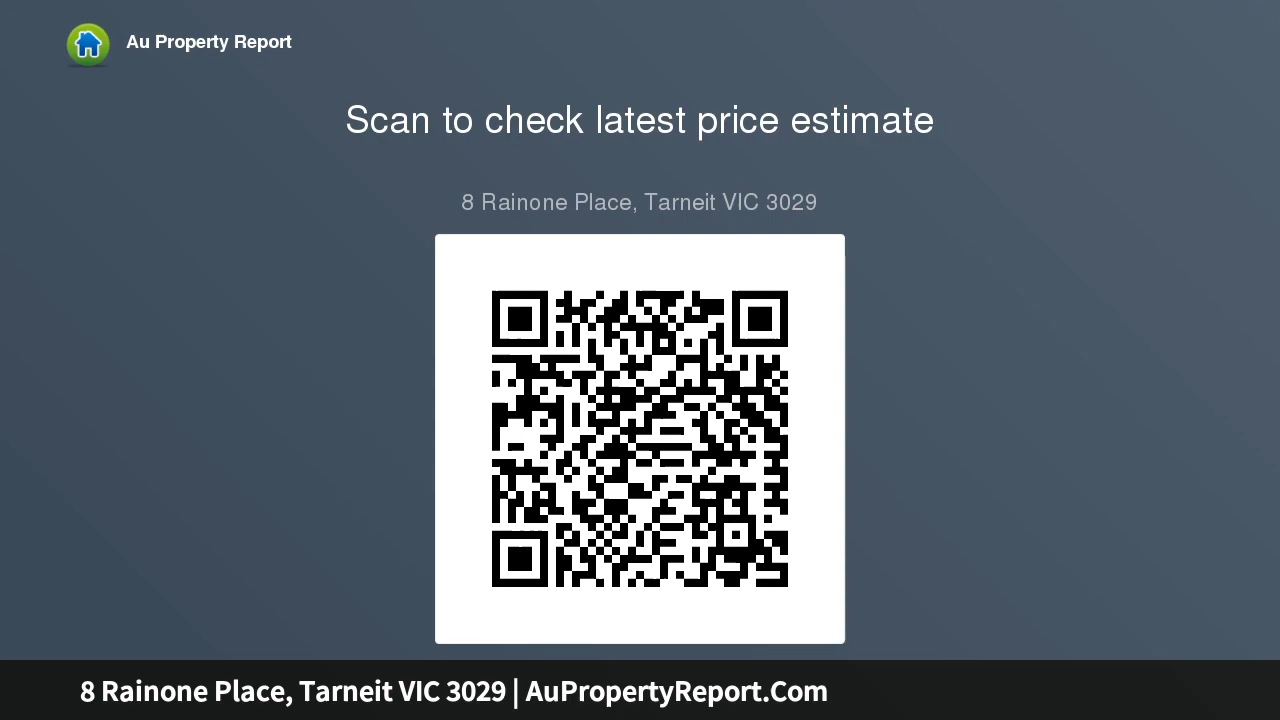 Au Property Report
Scan to check latest price estimate
8 Rainone Place, Tarneit VIC 3029
8 Rainone Place, Tarneit VIC 3029 | AuPropertyReport.Com